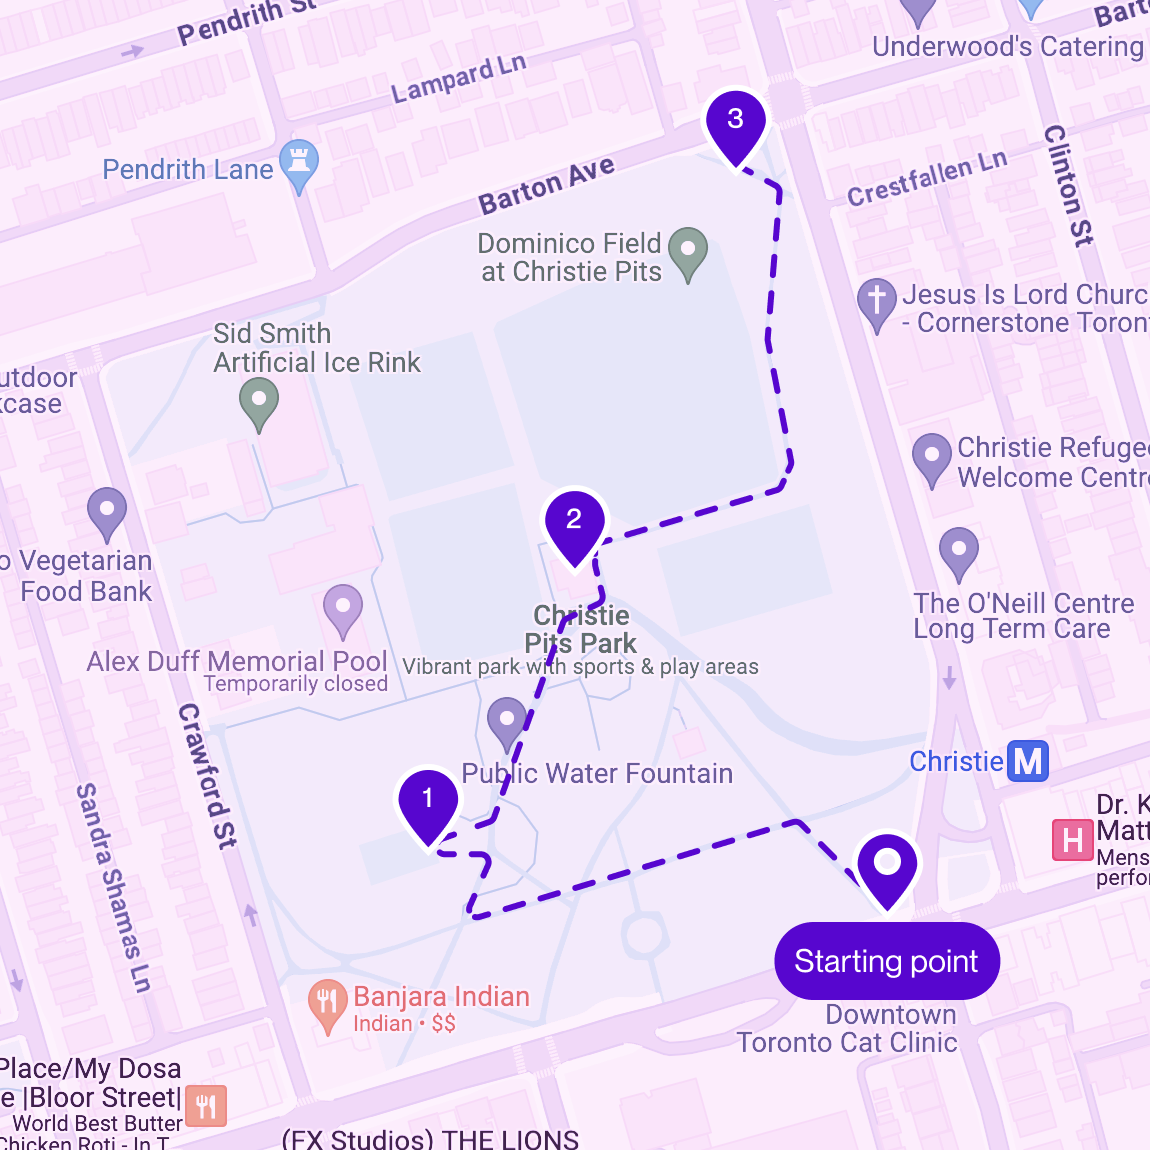 Pendrith St
Bart
Underwood's Catering
Lampard Ln
Clinton St
3
Pendrith Lane
Crestfallen Ln
Barton Ave
Dominico Field
at Christie Pits
Jesus Is Lord Churc
- Cornerstone Toront
Sid Smith
Artificial Ice Rink
utdoor
case
Christie Refuge
Welcome Centr
2
o Vegetarian
Food Bank
The O'Neill Centre
Long Term Care
Christie
Pits Park
Vibrant park with sports & play areas
Alex Duff Memorial Pool
Temporarily closed
Crawford St
Christie M
Public Water Fountain
1
Sandra Shamas Ln
Dr. K
Matt
H
Mens
perfor
Starting point
Banjara Indian
Indian • $$
Downtown
Toronto Cat Clinic
Place/My Dosa
e |Bloor Street|
World Best Butter
Chicken Roti - In T
(FX Studios) THE LIONS